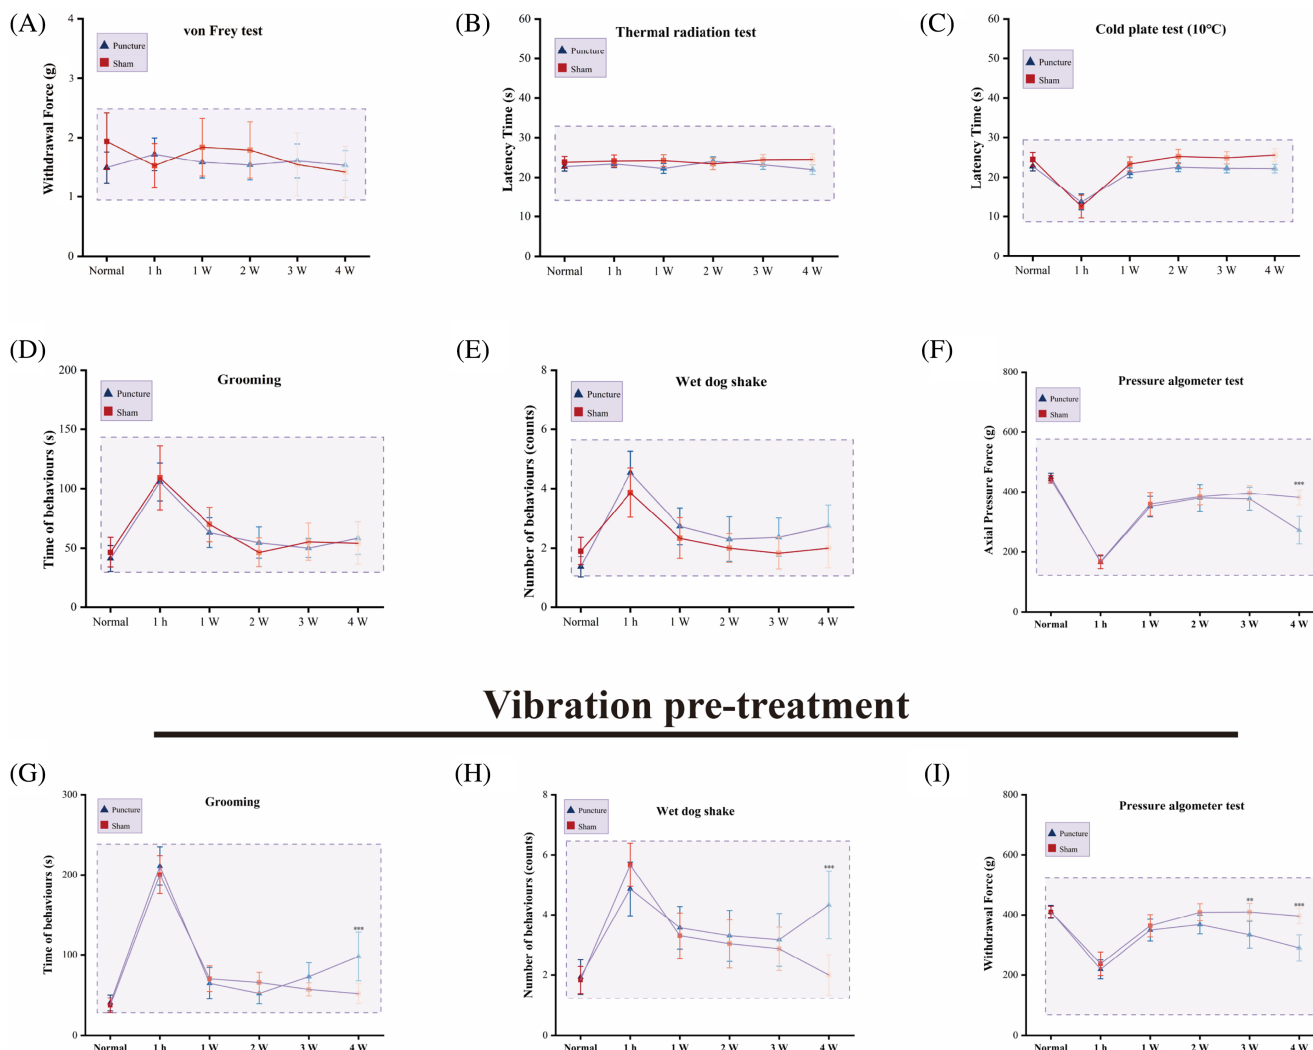 (A)
von Frey test
Puncture
Sham
Withdrawal Force (g)
4
3
2
1
0
Normal 1 h 1 W 2 W 3 W 4 W
(B)
Thermal radiation test
Puncture
Sham
Latency Time (s)
60
50
40
30
20
10
0
Normal 1 h 1 W 2 W 3 W 4 W
(C)
Cold plate test (10°C)
Puncture
Sham
Latency Time (s)
60
50
40
30
20
10
0
Normal 1 h 1 W 2 W 3 W 4 W
(D)
Grooming
Puncture
Sham
Time of behaviours (s)
200
150
100
50
0
Normal 1 h 1 W 2 W 3 W 4 W
(E)
Wet dog shake
Puncture
Sham
Number of behaviours (counts)
8
6
4
2
0
Normal 1 h 1 W 2 W 3 W 4 W
(F)
Pressure algometer test
Puncture
Sham
Axial Pressure Force (g)
800
600
400
200
0
***
Normal 1 h 1 W 2 W 3 W 4 W
Vibration pre-treatment
(G)
Grooming
Puncture
Sham
Time of behaviours (s)
300
200
100
0
***
Normal 1 h 1 W 2 W 3 W 4 W
(H)
Wet dog shake
Puncture
Sham
Number of behaviours (counts)
8
6
4
2
0
***
Normal 1 h 1 W 2 W 3 W 4 W
(I)
Pressure algometer test
Puncture
Sham
Withdrawal Force (g)
800
600
400
200
0
** ***
Normal 1 h 1 W 2 W 3 W 4 W